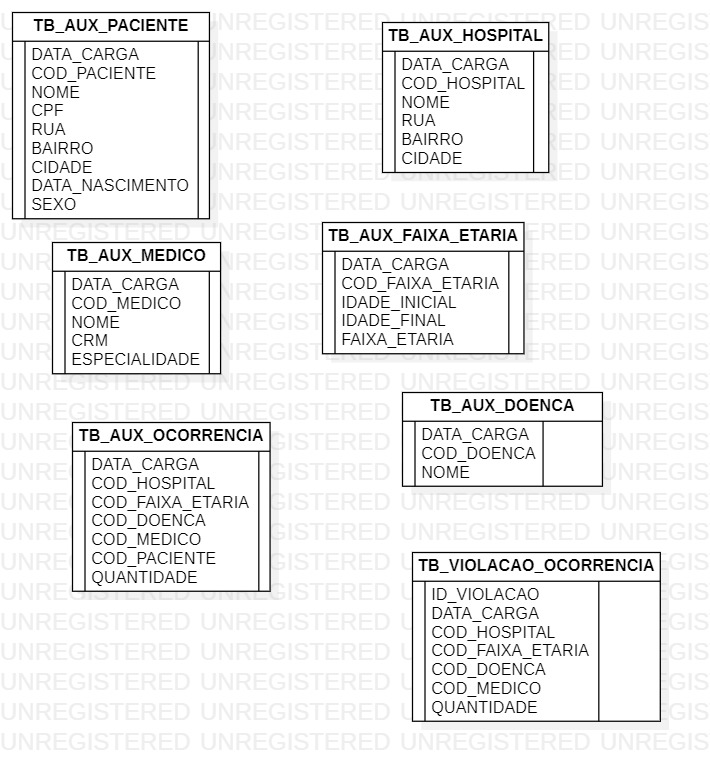 TB_AUX_PACIENTE
DATA_CARGA
COD_PACIENTE
NOME
CPF
RUA
BAIRRO
CIDADE
DATA_NASCIMENTO
SEXO
TB_AUX_HOSPITAL
DATA_CARGA
COD_HOSPITAL
NOME
RUA
BAIRRO
CIDADE
TB_AUX_MEDICO
DATA_CARGA
COD_MEDICO
NOME
CRM
ESPECIALIDADE
TB_AUX_FAIXA_ETARIA
DATA_CARGA
COD_FAIXA_ETARIA
IDADE_INICIAL
IDADE_FINAL
FAIXA_ETARIA
TB_AUX_OCORRENCIA
DATA_CARGA
COD_HOSPITAL
COD_FAIXA_ETARIA
COD_DOENCA
COD_MEDICO
COD_PACIENTE
QUANTIDADE
TB_AUX_DOENCA
DATA_CARGA
COD_DOENCA
NOME
TB_VIOLACAO_OCORRENCIA
ID_VIOLACAO
DATA_CARGA
COD_HOSPITAL
COD_FAIXA_ETARIA
COD_DOENCA
COD_MEDICO
QUANTIDADE
UNREGISTERED UNREGISTERED UNREGISTERED UNREGIS